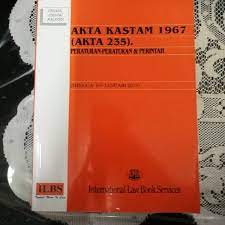 AKTA KASTAM 1967
(AKTA 235),
PERATURAN-PERATURAN & PERINTAH
ILBS
International Law Book Services